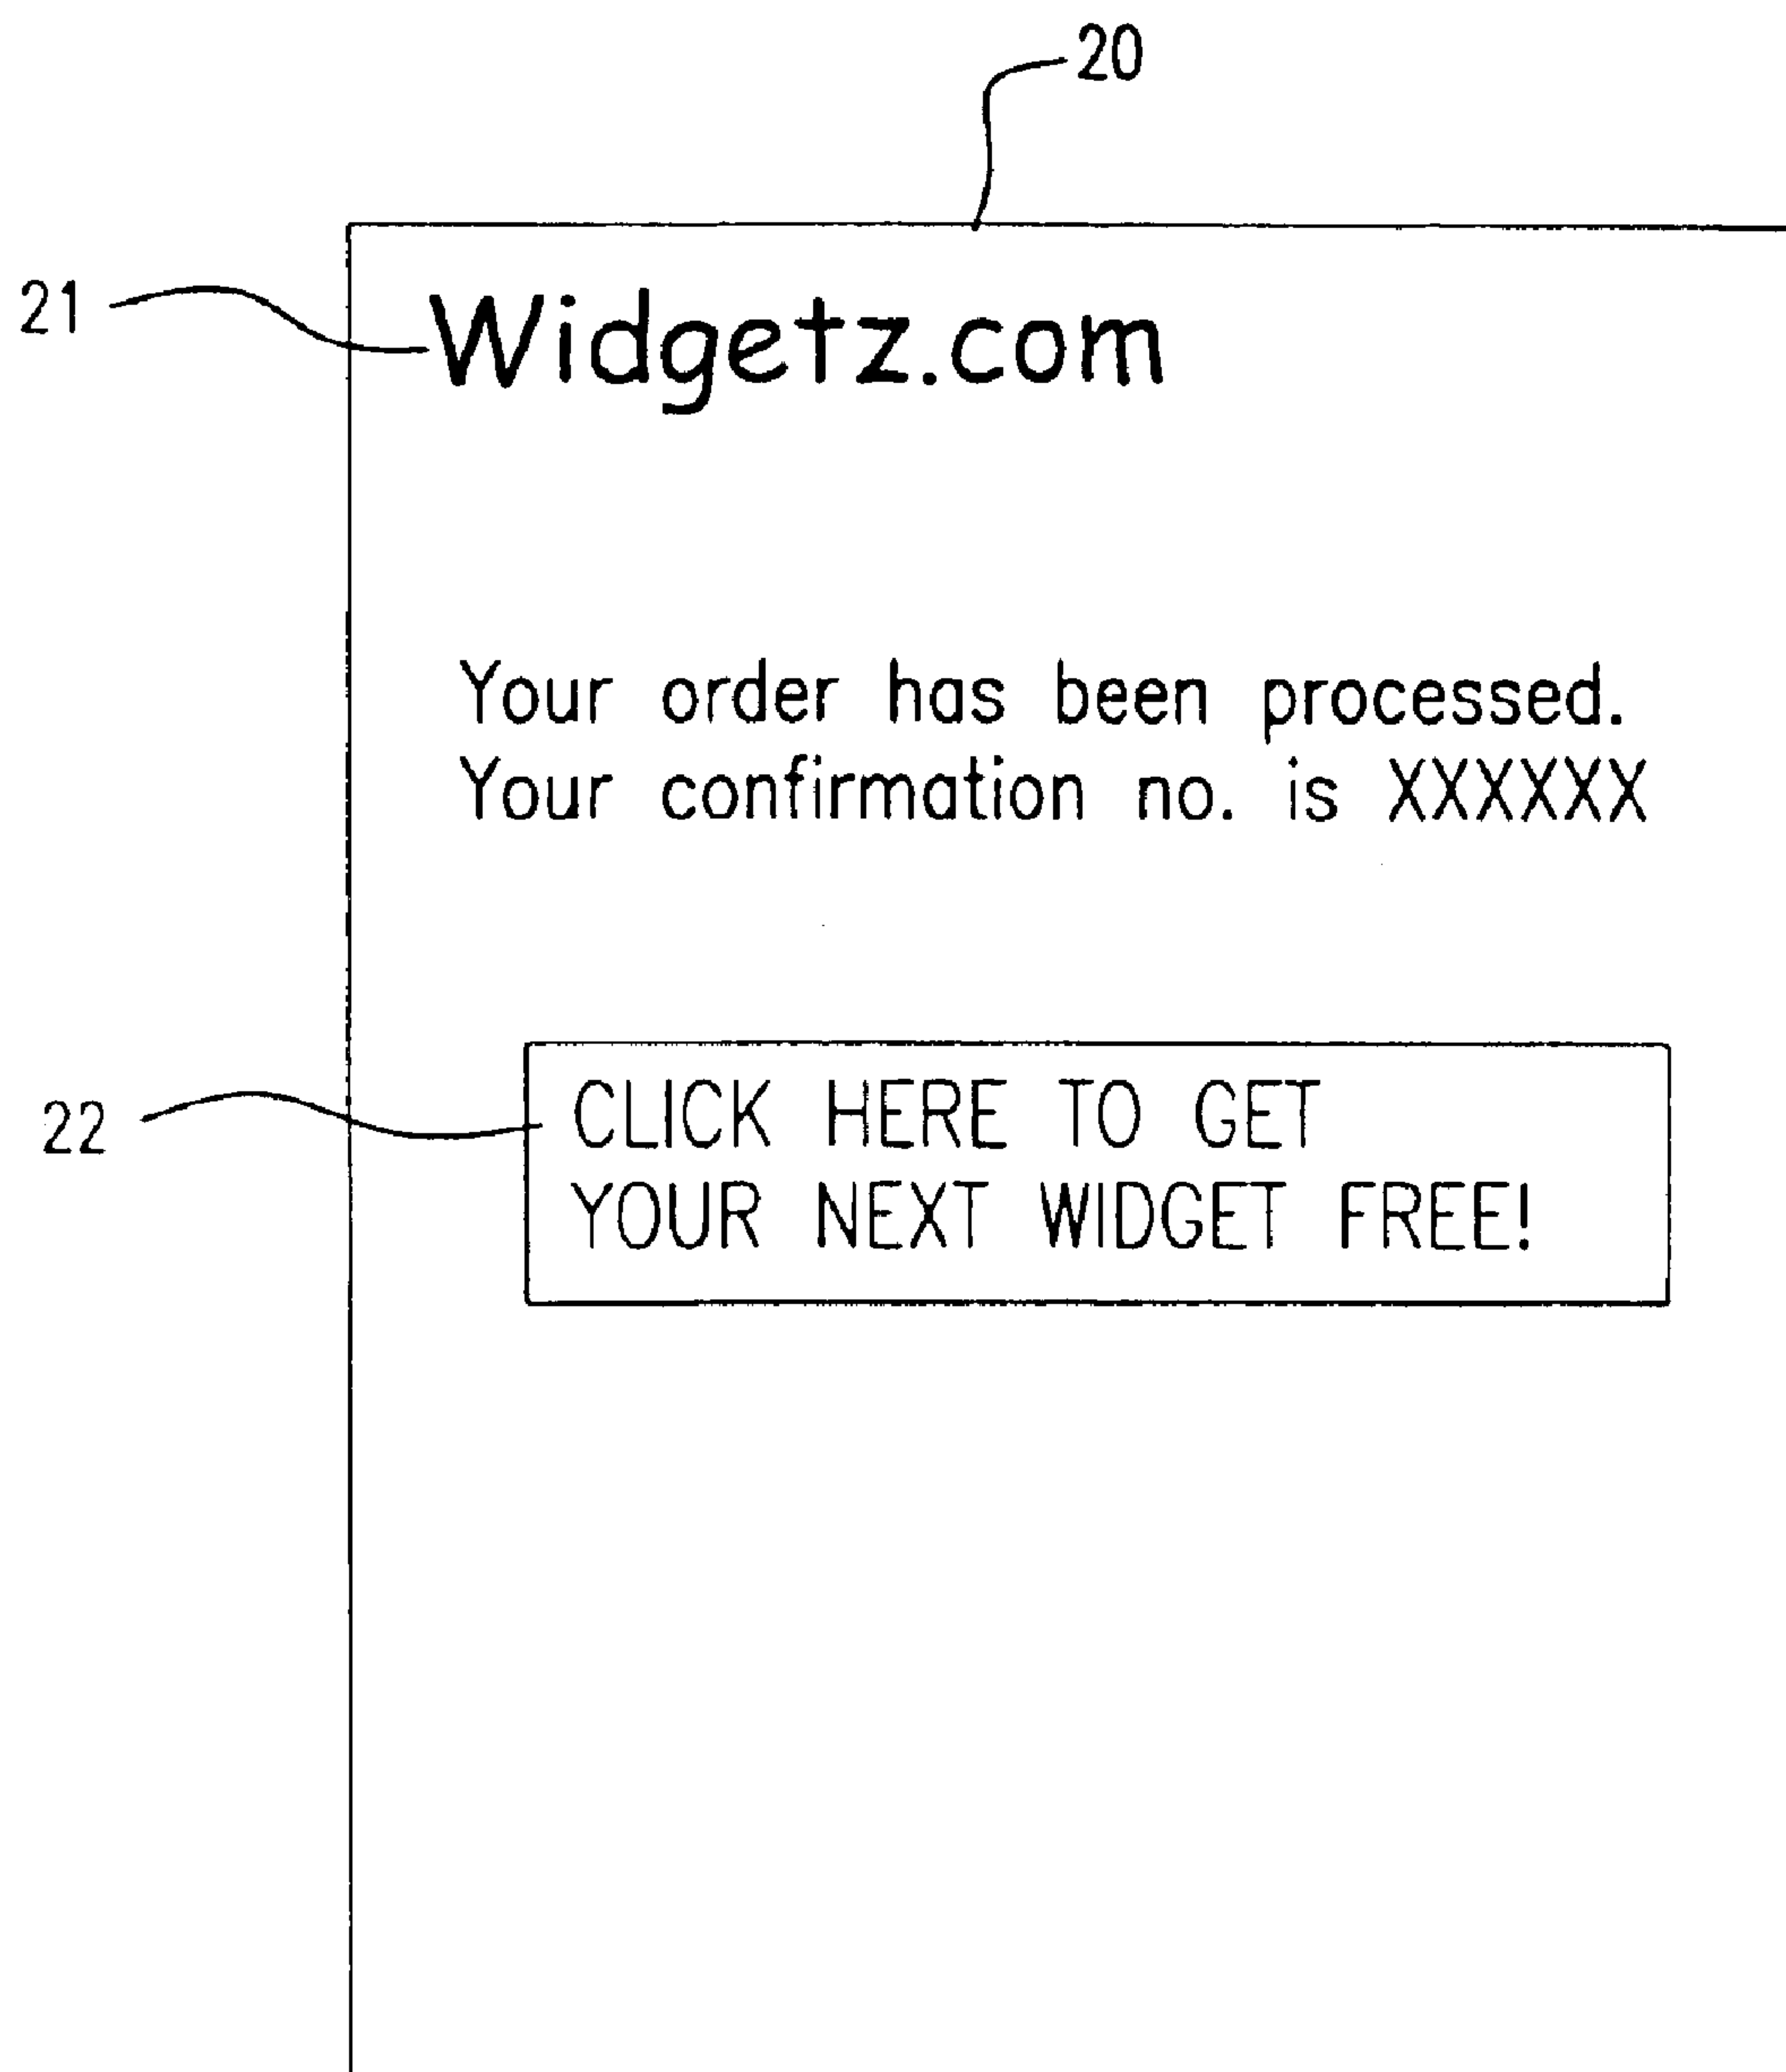 20
21
Widgetz.com
Your order has been processed.
Your confirmation no. is XXXXXX
22
CLICK HERE TO GET
YOUR NEXT WIDGET FREE!